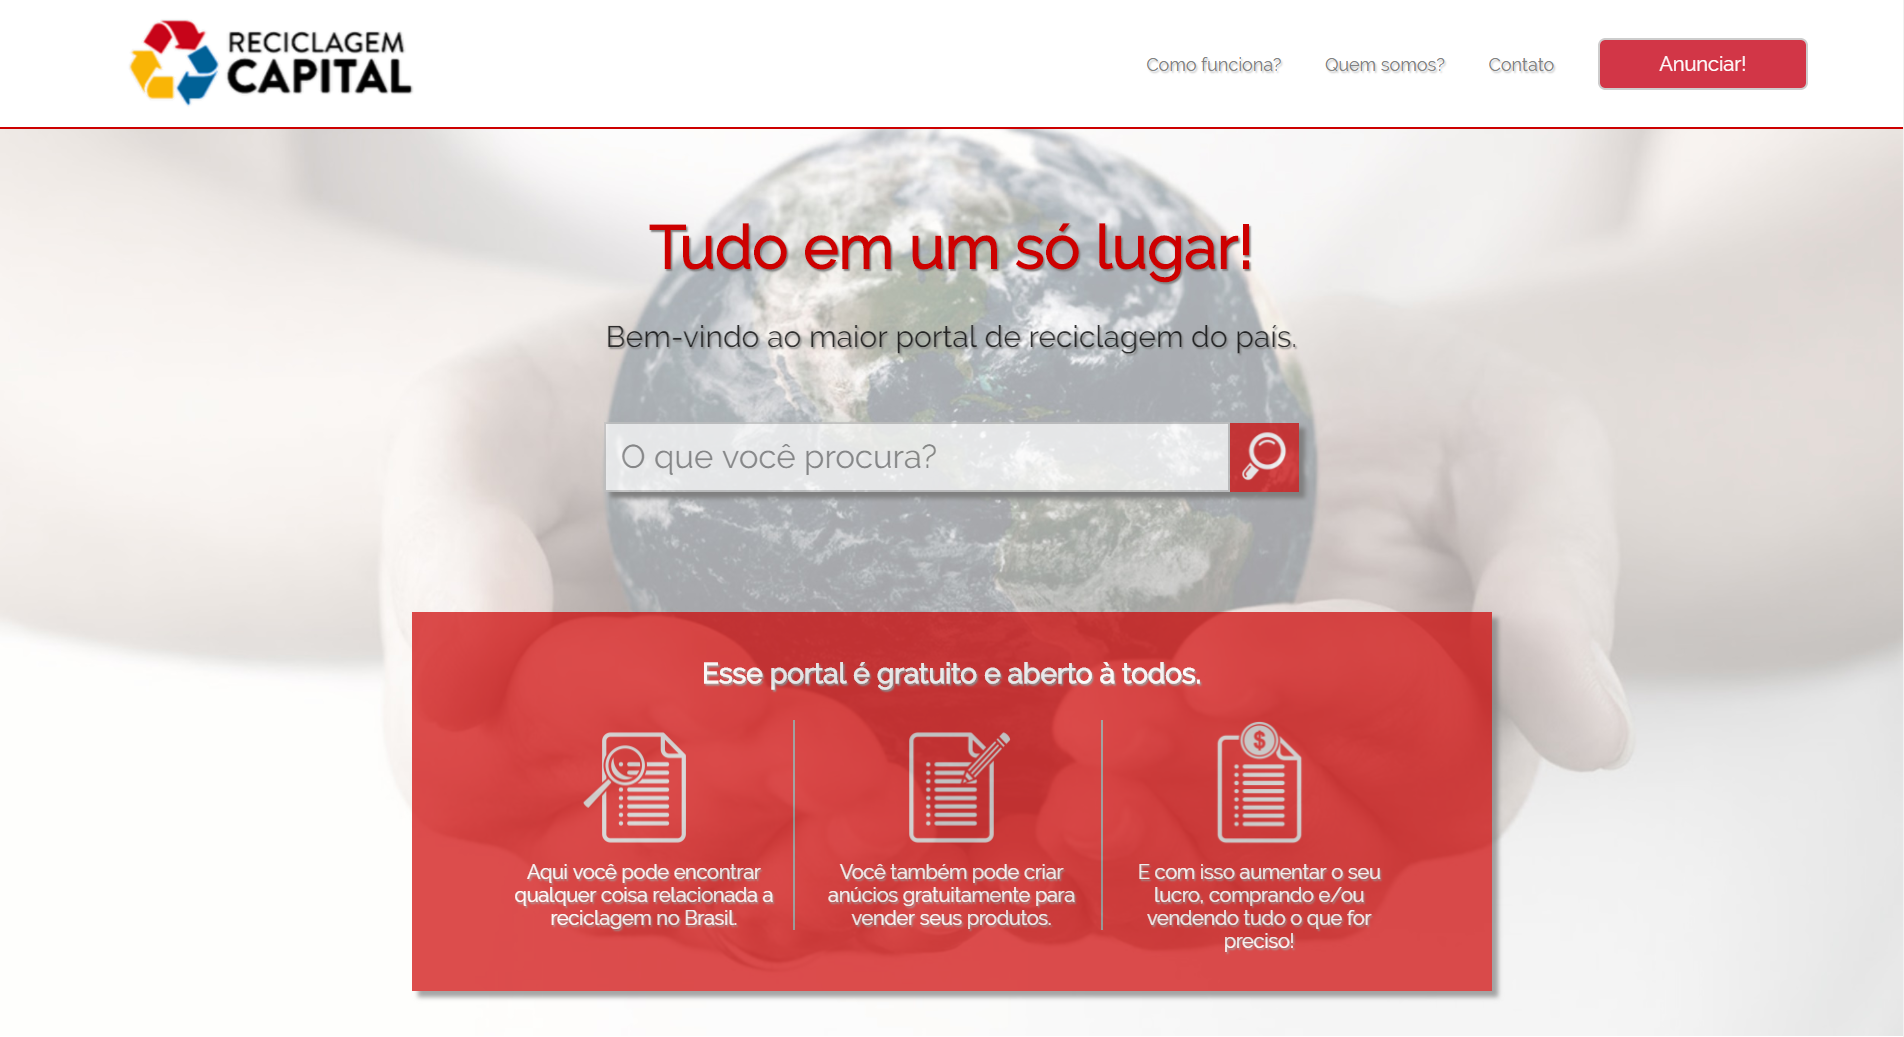 RECICLAGEM
CAPITAL
Como funciona?
Quem somos?
Contato
Anunciar!
Tudo em um só lugar!
Bem-vindo ao maior portal de reciclagem do país.
O que você procura?
Esse portal é gratuito e aberto à todos.
$
Aqui você pode encontrar
qualquer coisa relacionada a
reciclagem no Brasil.
Você também pode criar
anúcios gratuitamente para
vender seus produtos.
E com isso aumentar o seu
lucro, comprando e/ou
vendendo tudo o que for
preciso!